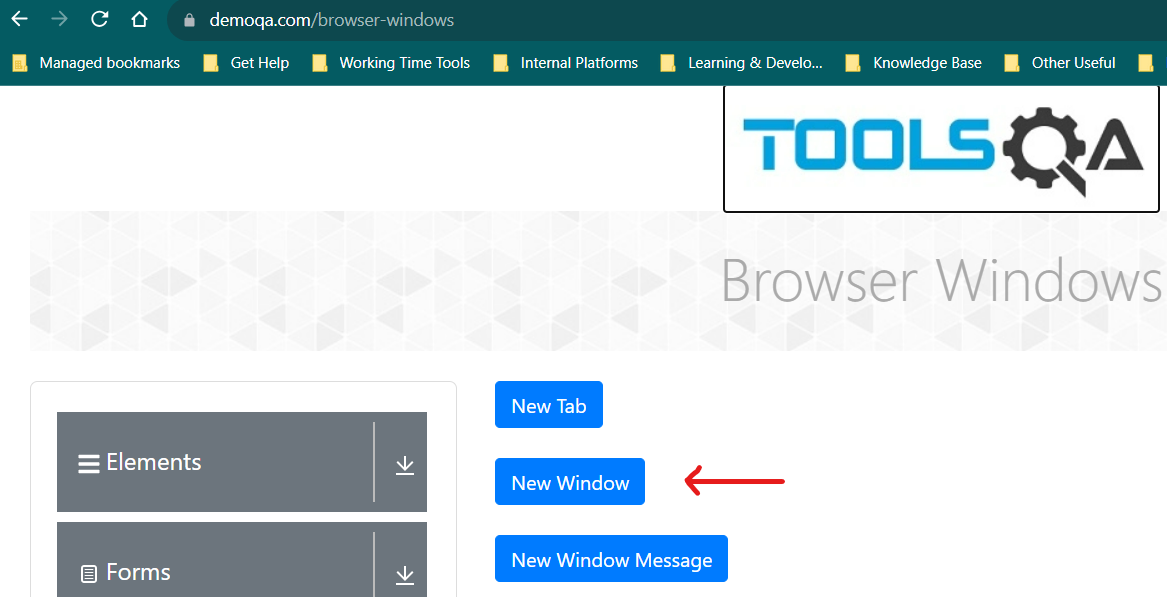 demoqa.com/browser-windows
Managed bookmarks Get Help Working Time Tools Internal Platforms Learning & Develo... Knowledge Base Other Useful
TOOLSQA
Browser Windows
Elements
Forms
New Tab
New Window
New Window Message